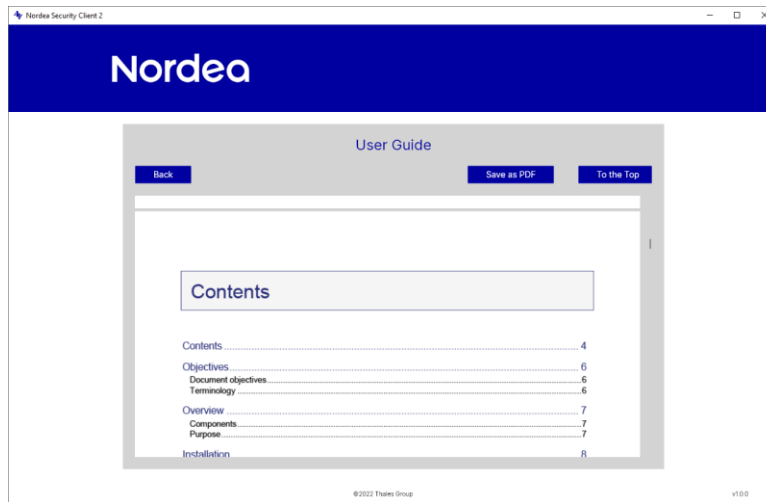 Nordea Security Client 2
Nordea
User Guide
Back
Save as PDF
To the Top
Contents
Contents 4
Objectives 6
Document objectives 6
Terminology 6
Overview 7
Components 7
Purpose 7
Installation 8
©2022 Thales Group
v1.0.0